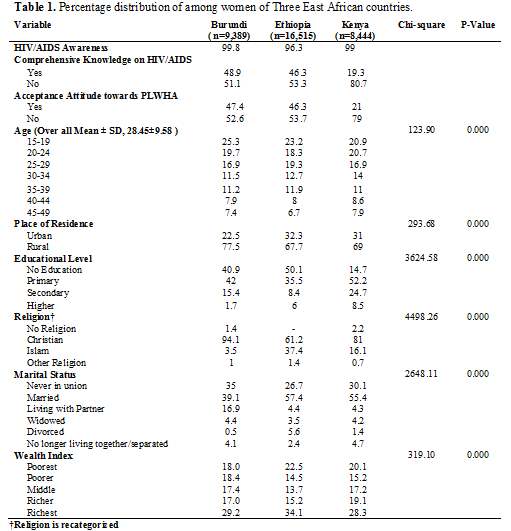 Table 1. Percentage distribution of among women of Three East African countries.
Variable Burundi Ethiopia Kenya Chi-square P-Value
(n=9,389) (n=16,515) (n=8,444)
HIV/AIDS Awareness 99.8 96.3 99
Comprehensive Knowledge on HIV/AIDS
Yes 48.9 46.3 19.3
No 51.1 53.3 80.7
Acceptance Attitude towards PLWHA
Yes 47.4 46.3 21
No 52.6 53.7 79
Age (Over all Mean ± SD, 28.45±9.58 ) 123.90 0.000
15-19 25.3 23.2 20.9
20-24 19.7 18.3 20.7
25-29 16.9 19.3 16.9
30-34 11.5 12.7 14
35-39 11.2 11.9 11
40-44 7.9 8 8.6
45-49 7.4 6.7 7.9
Place of Residence 293.68 0.000
Urban 22.5 32.3 31
Rural 77.5 67.7 69
Educational Level 3624.58 0.000
No Education 40.9 50.1 14.7
Primary 42 35.5 52.2
Secondary 15.4 8.4 24.7
Higher 1.7 6 8.5
Religion† 4498.26 0.000
No Religion 1.4 - 2.2
Christian 94.1 61.2 81
Islam 3.5 37.4 16.1
Other Religion 1 1.4 0.7
Marital Status 2648.11 0.000
Never in union 35 26.7 30.1
Married 39.1 57.4 55.4
Living with Partner 16.9 4.4 4.3
Widowed 4.4 3.5 4.2
Divorced 0.5 5.6 1.4
No longer living together/separated 4.1 2.4 4.7
Wealth Index 319.10 0.000
Poorest 18.0 22.5 20.1
Poorer 18.4 14.5 15.2
Middle 17.4 13.7 17.2
Richer 17.0 15.2 19.1
Richest 29.2 34.1 28.3
†Religion is recategorized